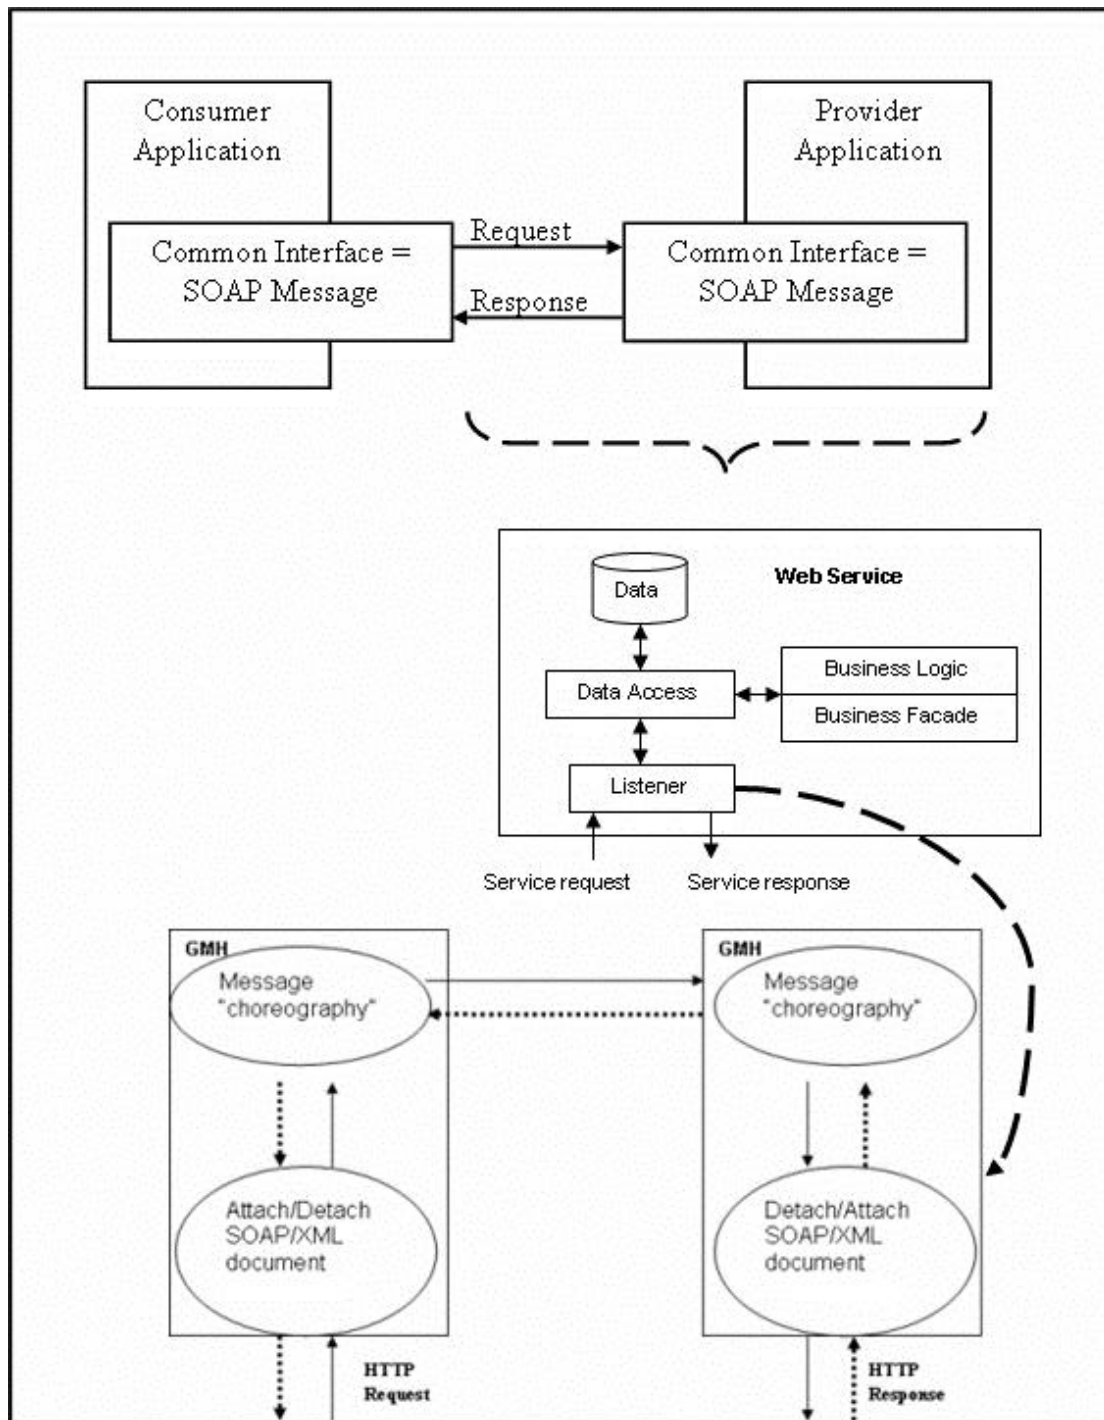 Consumer
Application
Provider
Application
Common Interface =
SOAP Message
Request
Response
Common Interface =
SOAP Message
Web Service
Data
Data Access
Business Logic
Business Facade
Listener
Service request
Service response
GMH
Message
"choreography"
GMH
Message
"choreography"
Attach/Detach
SOAP/XML
document
Detach/Attach
SOAP/XML
document
HTTP
Request
HTTP
Response